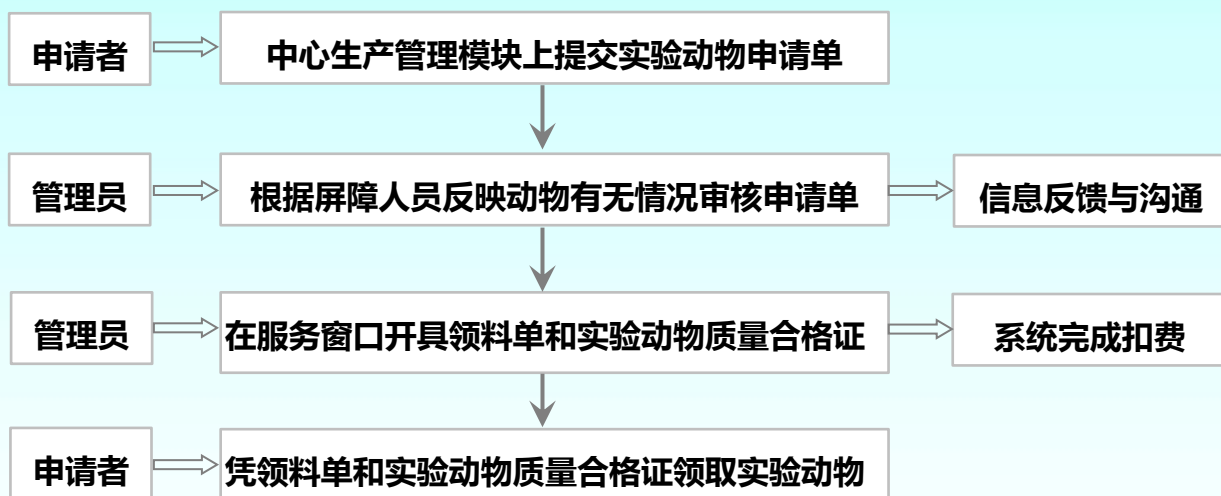 申请者
中心生产管理模块上提交实验动物申请单
管理员
根据屏障人员反映动物有无情况审核申请单
信息反馈与沟通
管理员
在服务窗口开具领料单和实验动物质量合格证
系统完成扣费
申请者
凭领料单和实验动物质量合格证领取实验动物